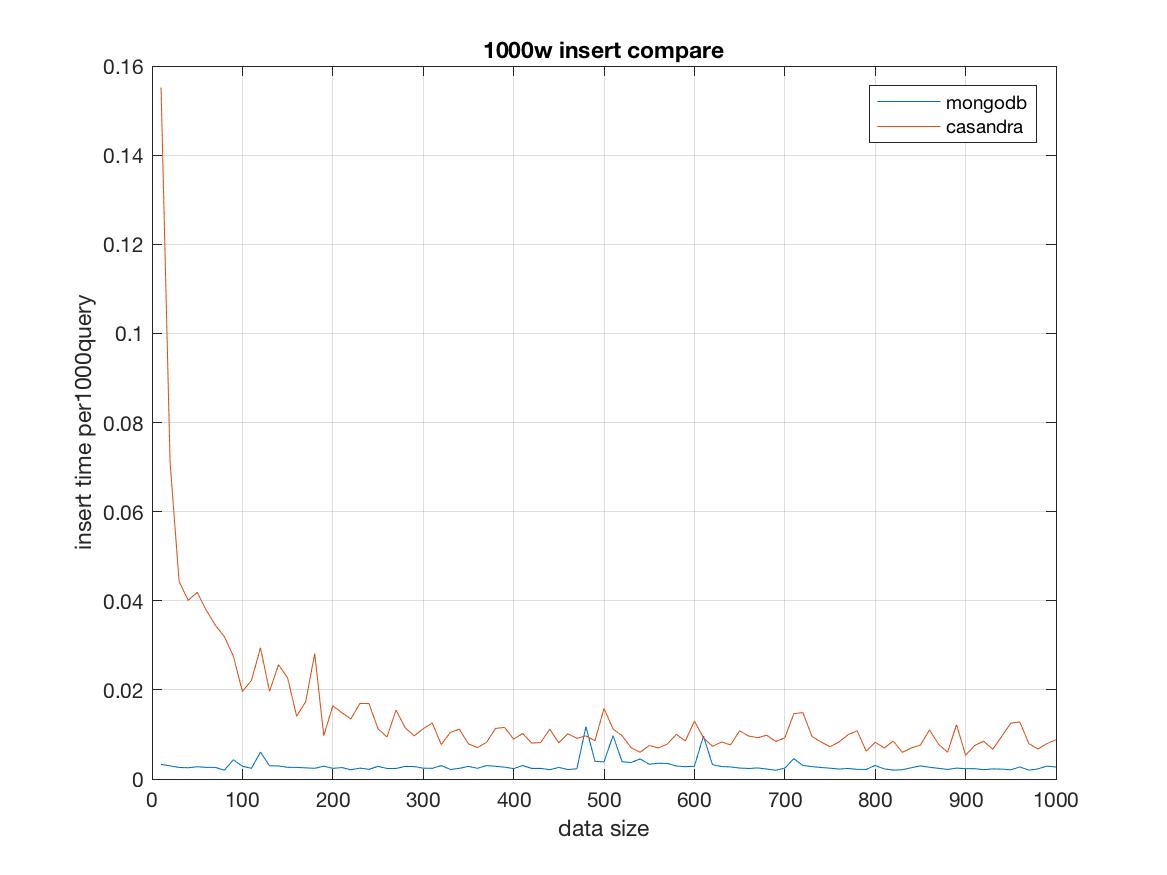 1000w insert compare
mongodb
casandra
insert time per1000query
0.16
0.14
0.12
0.1
0.08
0.06
0.04
0.02
0
0 100 200 300 400 500 600 700 800 900 1000
data size